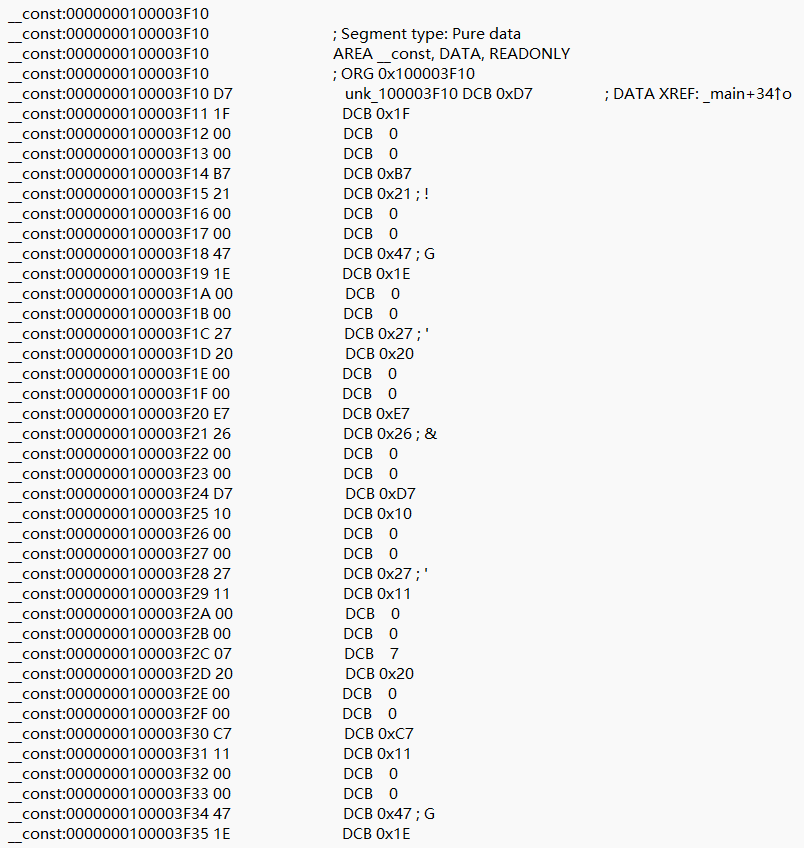 __const:0000000100003F10
__const:0000000100003F10 ; Segment type: Pure data
__const:0000000100003F10 AREA __const, DATA, READONLY
__const:0000000100003F10 ; ORG 0x100003F10
__const:0000000100003F10 D7 unk_100003F10 DCB 0xD7 ; DATA XREF: _main+34↑o
__const:0000000100003F11 1F DCB 0x1F
__const:0000000100003F12 00 DCB 0
__const:0000000100003F13 00 DCB 0
__const:0000000100003F14 B7 DCB 0xB7
__const:0000000100003F15 21 DCB 0x21 ; !
__const:0000000100003F16 00 DCB 0
__const:0000000100003F17 00 DCB 0
__const:0000000100003F18 47 DCB 0x47 ; G
__const:0000000100003F19 1E DCB 0x1E
__const:0000000100003F1A 00 DCB 0
__const:0000000100003F1B 00 DCB 0
__const:0000000100003F1C 27 DCB 0x27 ; '
__const:0000000100003F1D 20 DCB 0x20
__const:0000000100003F1E 00 DCB 0
__const:0000000100003F1F 00 DCB 0
__const:0000000100003F20 E7 DCB 0xE7
__const:0000000100003F21 26 DCB 0x26 ; &
__const:0000000100003F22 00 DCB 0
__const:0000000100003F23 00 DCB 0
__const:0000000100003F24 D7 DCB 0xD7
__const:0000000100003F25 10 DCB 0x10
__const:0000000100003F26 00 DCB 0
__const:0000000100003F27 00 DCB 0
__const:0000000100003F28 27 DCB 0x27 ; '
__const:0000000100003F29 11 DCB 0x11
__const:0000000100003F2A 00 DCB 0
__const:0000000100003F2B 00 DCB 0
__const:0000000100003F2C 07 DCB 7
__const:0000000100003F2D 20 DCB 0x20
__const:0000000100003F2E 00 DCB 0
__const:0000000100003F2F 00 DCB 0
__const:0000000100003F30 C7 DCB 0xC7
__const:0000000100003F31 11 DCB 0x11
__const:0000000100003F32 00 DCB 0
__const:0000000100003F33 00 DCB 0
__const:0000000100003F34 47 DCB 0x47 ; G
__const:0000000100003F35 1E DCB 0x1E